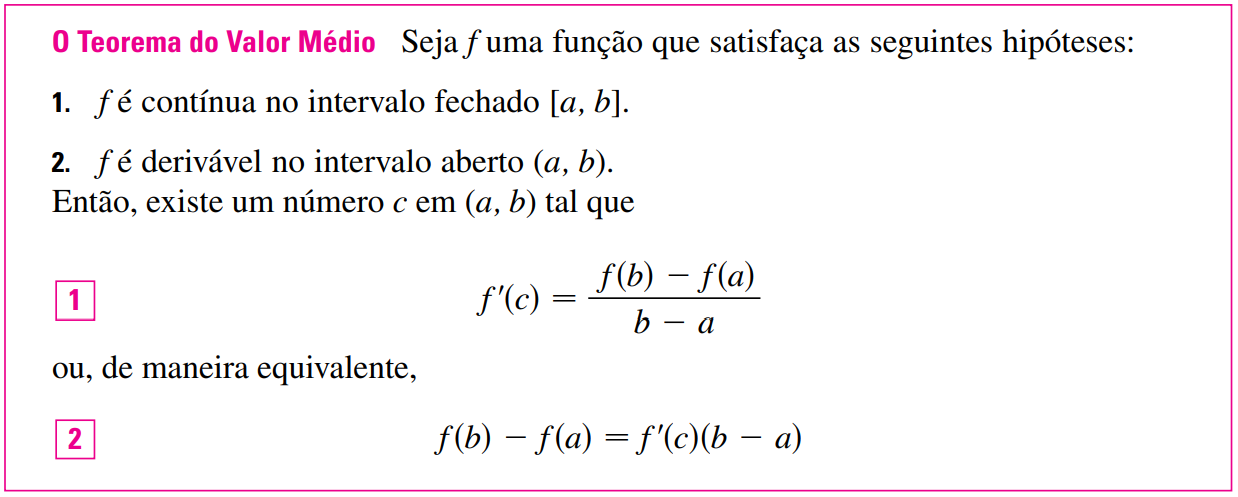 O Teorema do Valor Médio Seja f uma função que satisfaça as seguintes hipóteses:
1. f é contínua no intervalo fechado [a, b].
2. f é derivável no intervalo aberto (a, b).
Então, existe um número c em (a, b) tal que
1 f′(c) = (f(b) − f(a)) / (b − a)
ou, de maneira equivalente,
2 f(b) − f(a) = f′(c)(b − a)